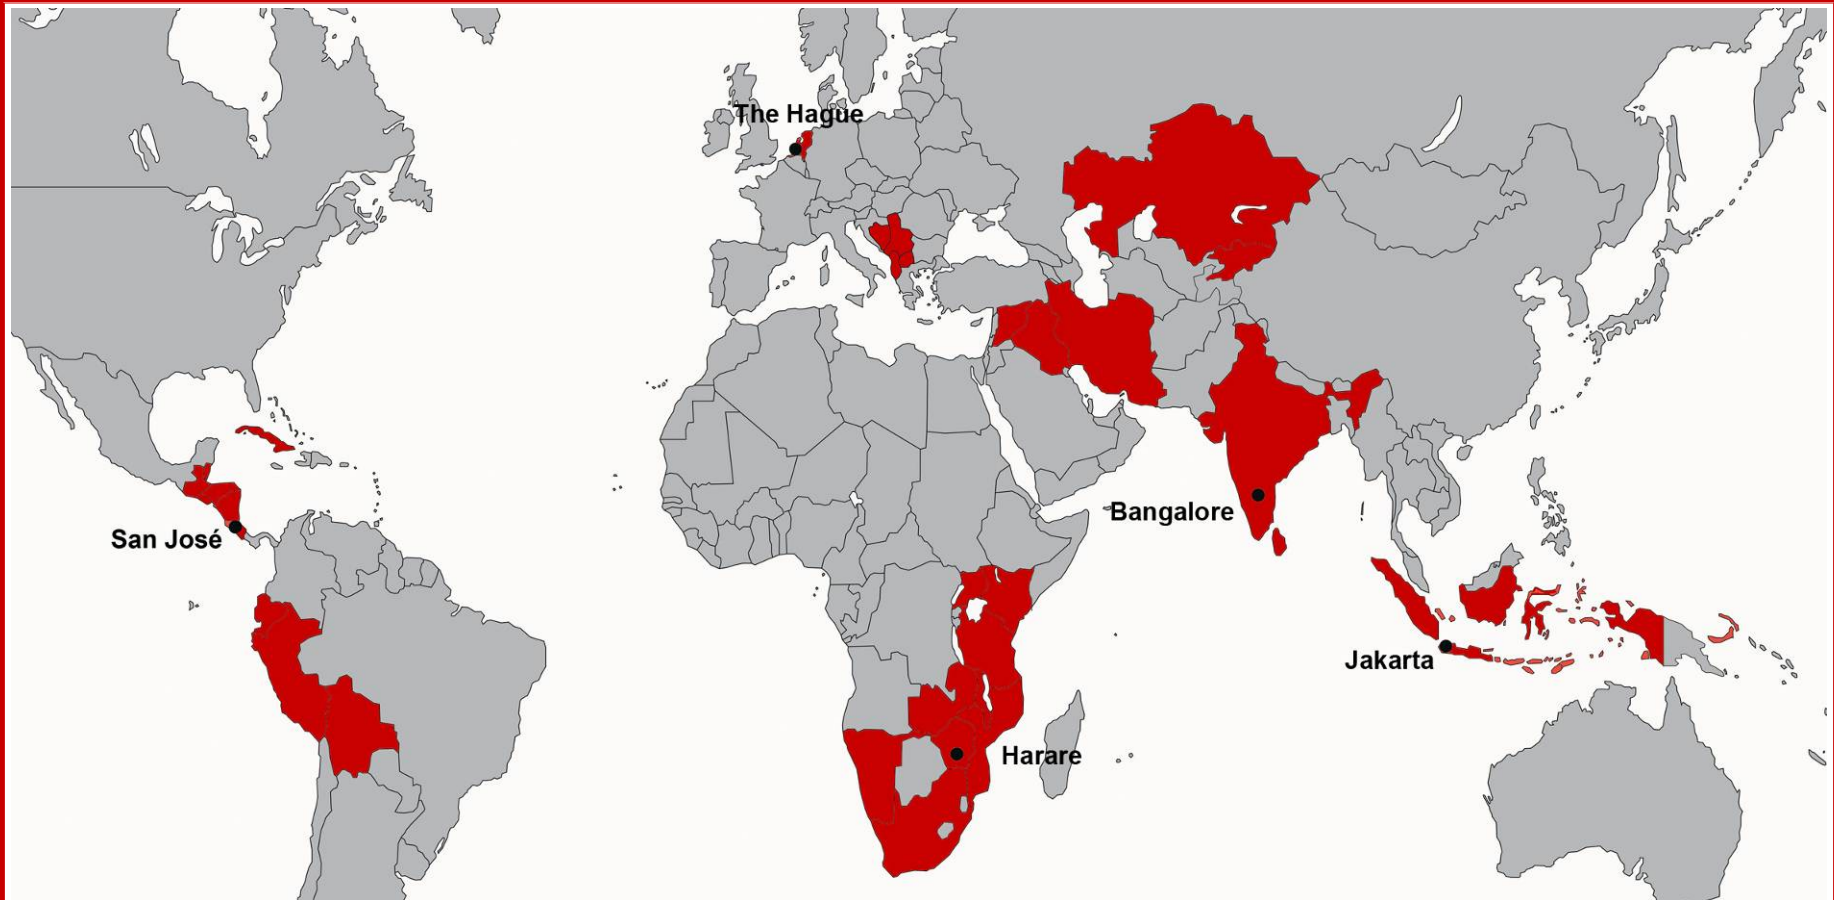 The Hague
Bangalore
San José
Jakarta
Harare